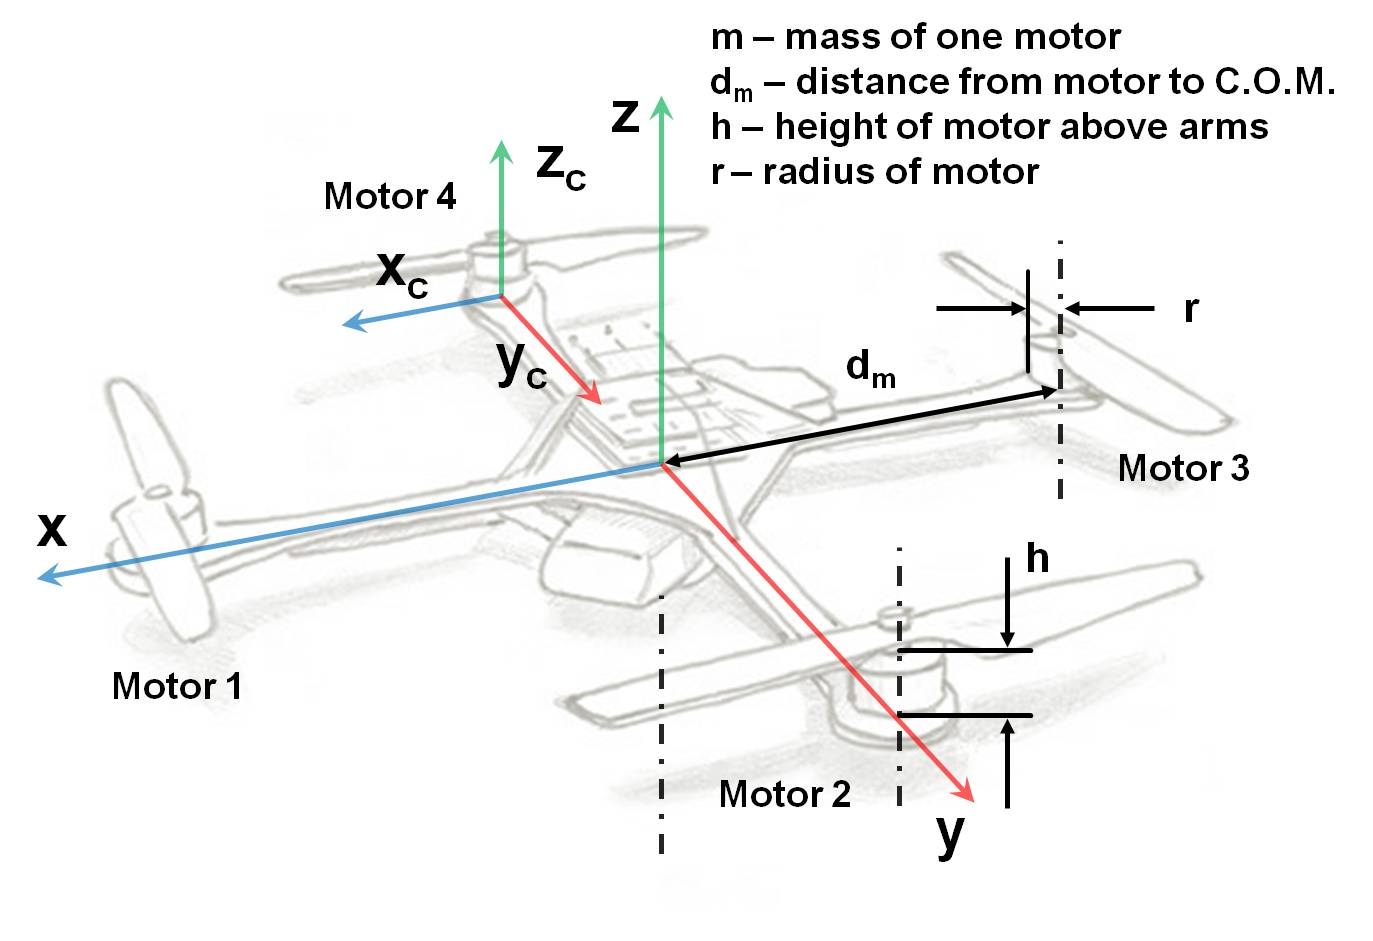 m – mass of one motor
dm – distance from motor to C.O.M.
h – height of motor above arms
r – radius of motor
z
zc
Motor 4
xc
yc
r
dm
Motor 3
x
h
Motor 1
Motor 2
y